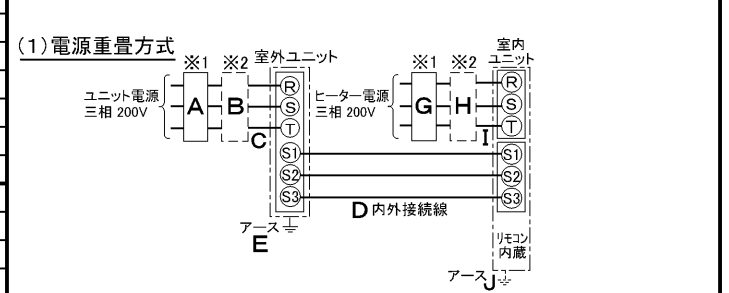 (1)電源重畳方式
※1 ※2 室外ユニット ※1 ※2 室内ユニット
ユニット電源 三相 200V A B R
S
C T
ヒーター電源 三相 200V G H R
S
I T
S1 S1
S2 S2
S3 S3
D 内外接続線
アース
E
リモコン
内蔵
アース J